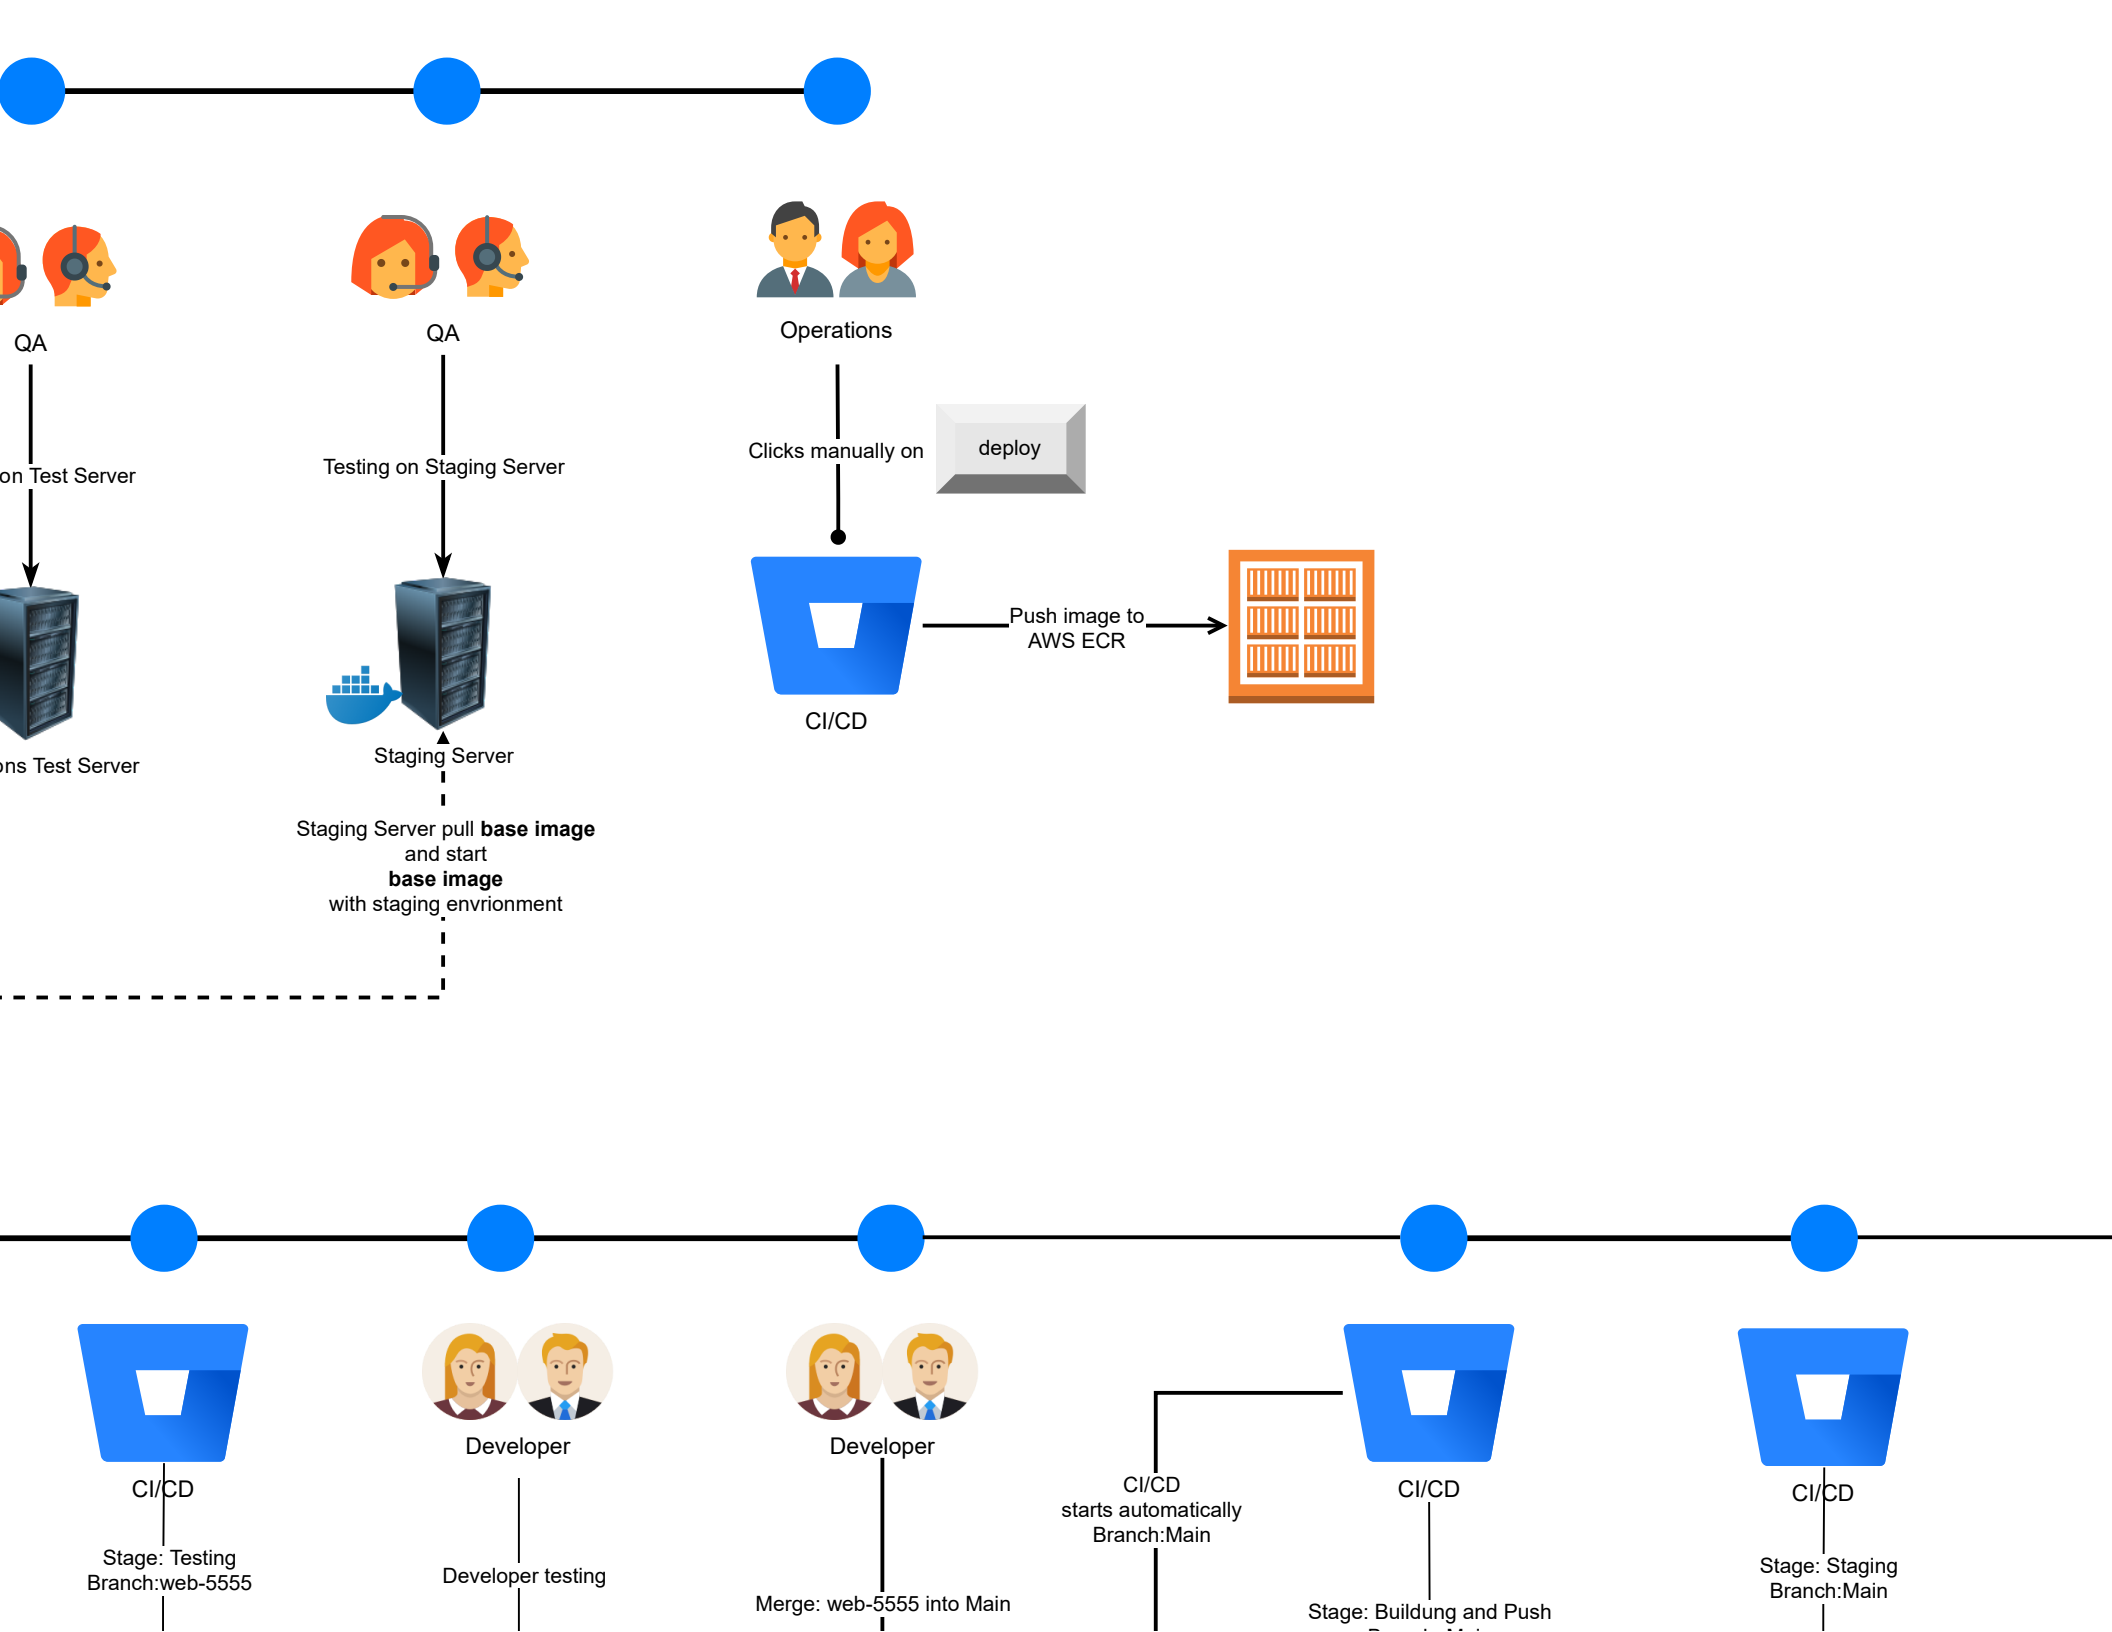 QA
on Test Server
ons Test Server
QA
Testing on Staging Server
Staging Server
Staging Server pull base image
and start
base image
with staging envrionment
Operations
Clicks manually on
deploy
CI/CD
Push image to
AWS ECR
CI/CD
Stage: Testing
Branch:web-5555
Developer
Developer testing
Developer
Merge: web-5555 into Main
CI/CD
starts automatically
Branch:Main
CI/CD
Stage: Buildung and Push
CI/CD
Stage: Staging
Branch:Main